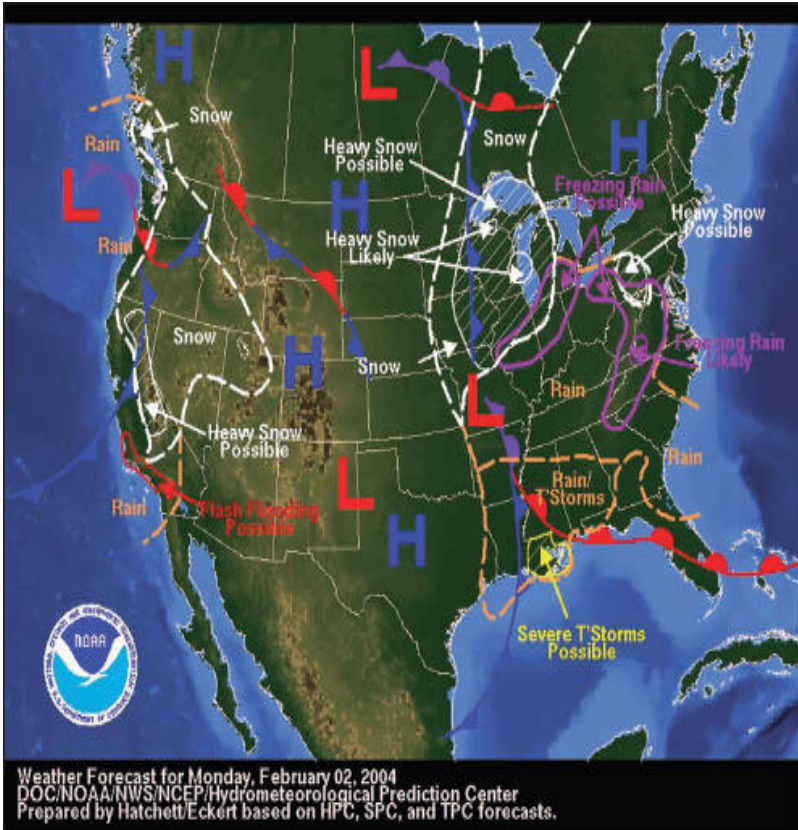 H
L
Snow
Rain
Heavy Snow
Possible
Snow
H
Freezing Rain
Possible
L
H
Heavy Snow
Possible
Rain
Heavy Snow
Likely
Snow
H
Snow
Freezing Rain
Likely
L
Rain
Heavy Snow
Possible
L
Rain/
T'Storms
Rain
Rain
Flash Flooding
Possible
H
Severe T'Storms
Possible
NOAA
Weather Forecast for Monday, February 02, 2004
DOC/NOAA/NWS/NCEP/Hydrometeorological Prediction Center
Prepared by Hatchett/Eckert based on HPC, SPC, and TPC forecasts.